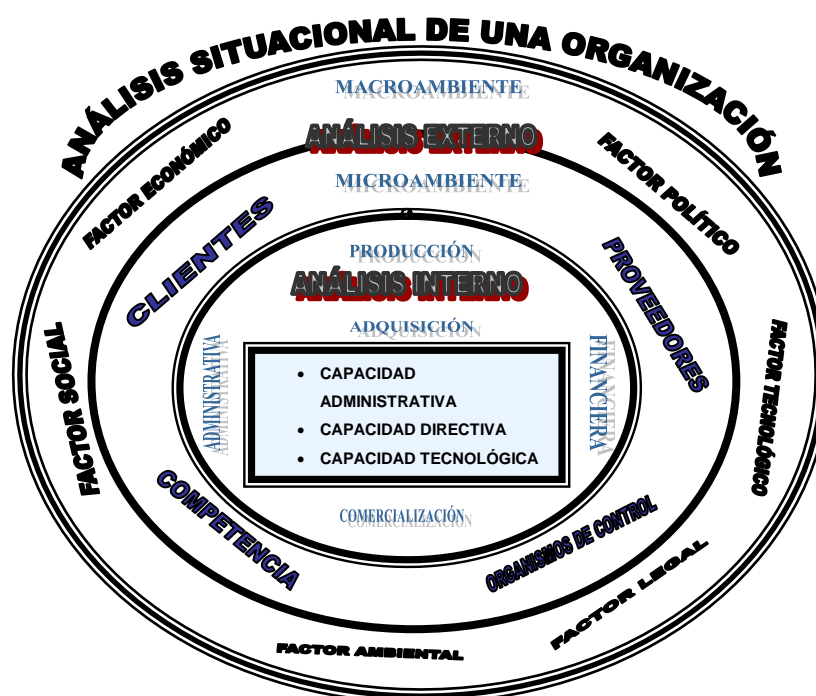 ANÁLISIS SITUACIONAL DE UNA ORGANIZACIÓN
MACROAMBIENTE
ANÁLISIS EXTERNO
FACTOR ECONÓMICO
FACTOR POLÍTICO
MICROAMBIENTE
CLIENTES
PROVEEDORES
PRODUCCIÓN
ANÁLISIS INTERNO
ADQUISICIÓN
FACTOR SOCIAL
ADMINISTRATIVA
FINANCIERA
FACTOR TECNOLÓGICO
• CAPACIDAD
ADMINISTRATIVA
• CAPACIDAD DIRECTIVA
• CAPACIDAD TECNOLÓGICA
COMERCIALIZACIÓN
COMPETENCIA
ORGANISMOS DE CONTROL
FACTOR LEGAL
FACTOR AMBIENTAL